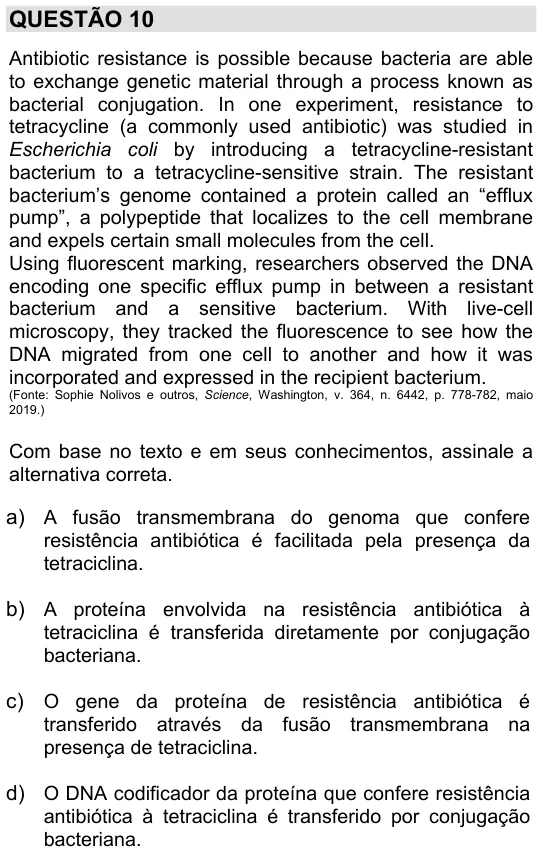 QUESTÃO 10
Antibiotic resistance is possible because bacteria are able
to exchange genetic material through a process known as
bacterial conjugation. In one experiment, resistance to
tetracycline (a commonly used antibiotic) was studied in
Escherichia coli by introducing a tetracycline-resistant
bacterium to a tetracycline-sensitive strain. The resistant
bacterium's genome contained a protein called an “efflux
pump”, a polypeptide that localizes to the cell membrane
and expels certain small molecules from the cell.
Using fluorescent marking, researchers observed the DNA
encoding one specific efflux pump in between a resistant
bacterium and a sensitive bacterium. With live-cell
microscopy, they tracked the fluorescence to see how the
DNA migrated from one cell to another and how it was
incorporated and expressed in the recipient bacterium.
(Fonte: Sophie Nolivos e outros, Science, Washington, v. 364, n. 6442, p. 778-782, maio
2019.)
Com base no texto e em seus conhecimentos, assinale a
alternativa correta.
a) A fusão transmembrana do genoma que confere
resistência antibiótica é facilitada pela presença da
tetraciclina.
b) A proteína envolvida na resistência antibiótica à
tetraciclina é transferida diretamente por conjugação
bacteriana.
c) O gene da proteína de resistência antibiótica é
transferido através da fusão transmembrana na
presença de tetraciclina.
d) O DNA codificador da proteína que confere resistência
antibiótica à tetraciclina é transferido por conjugação
bacteriana.